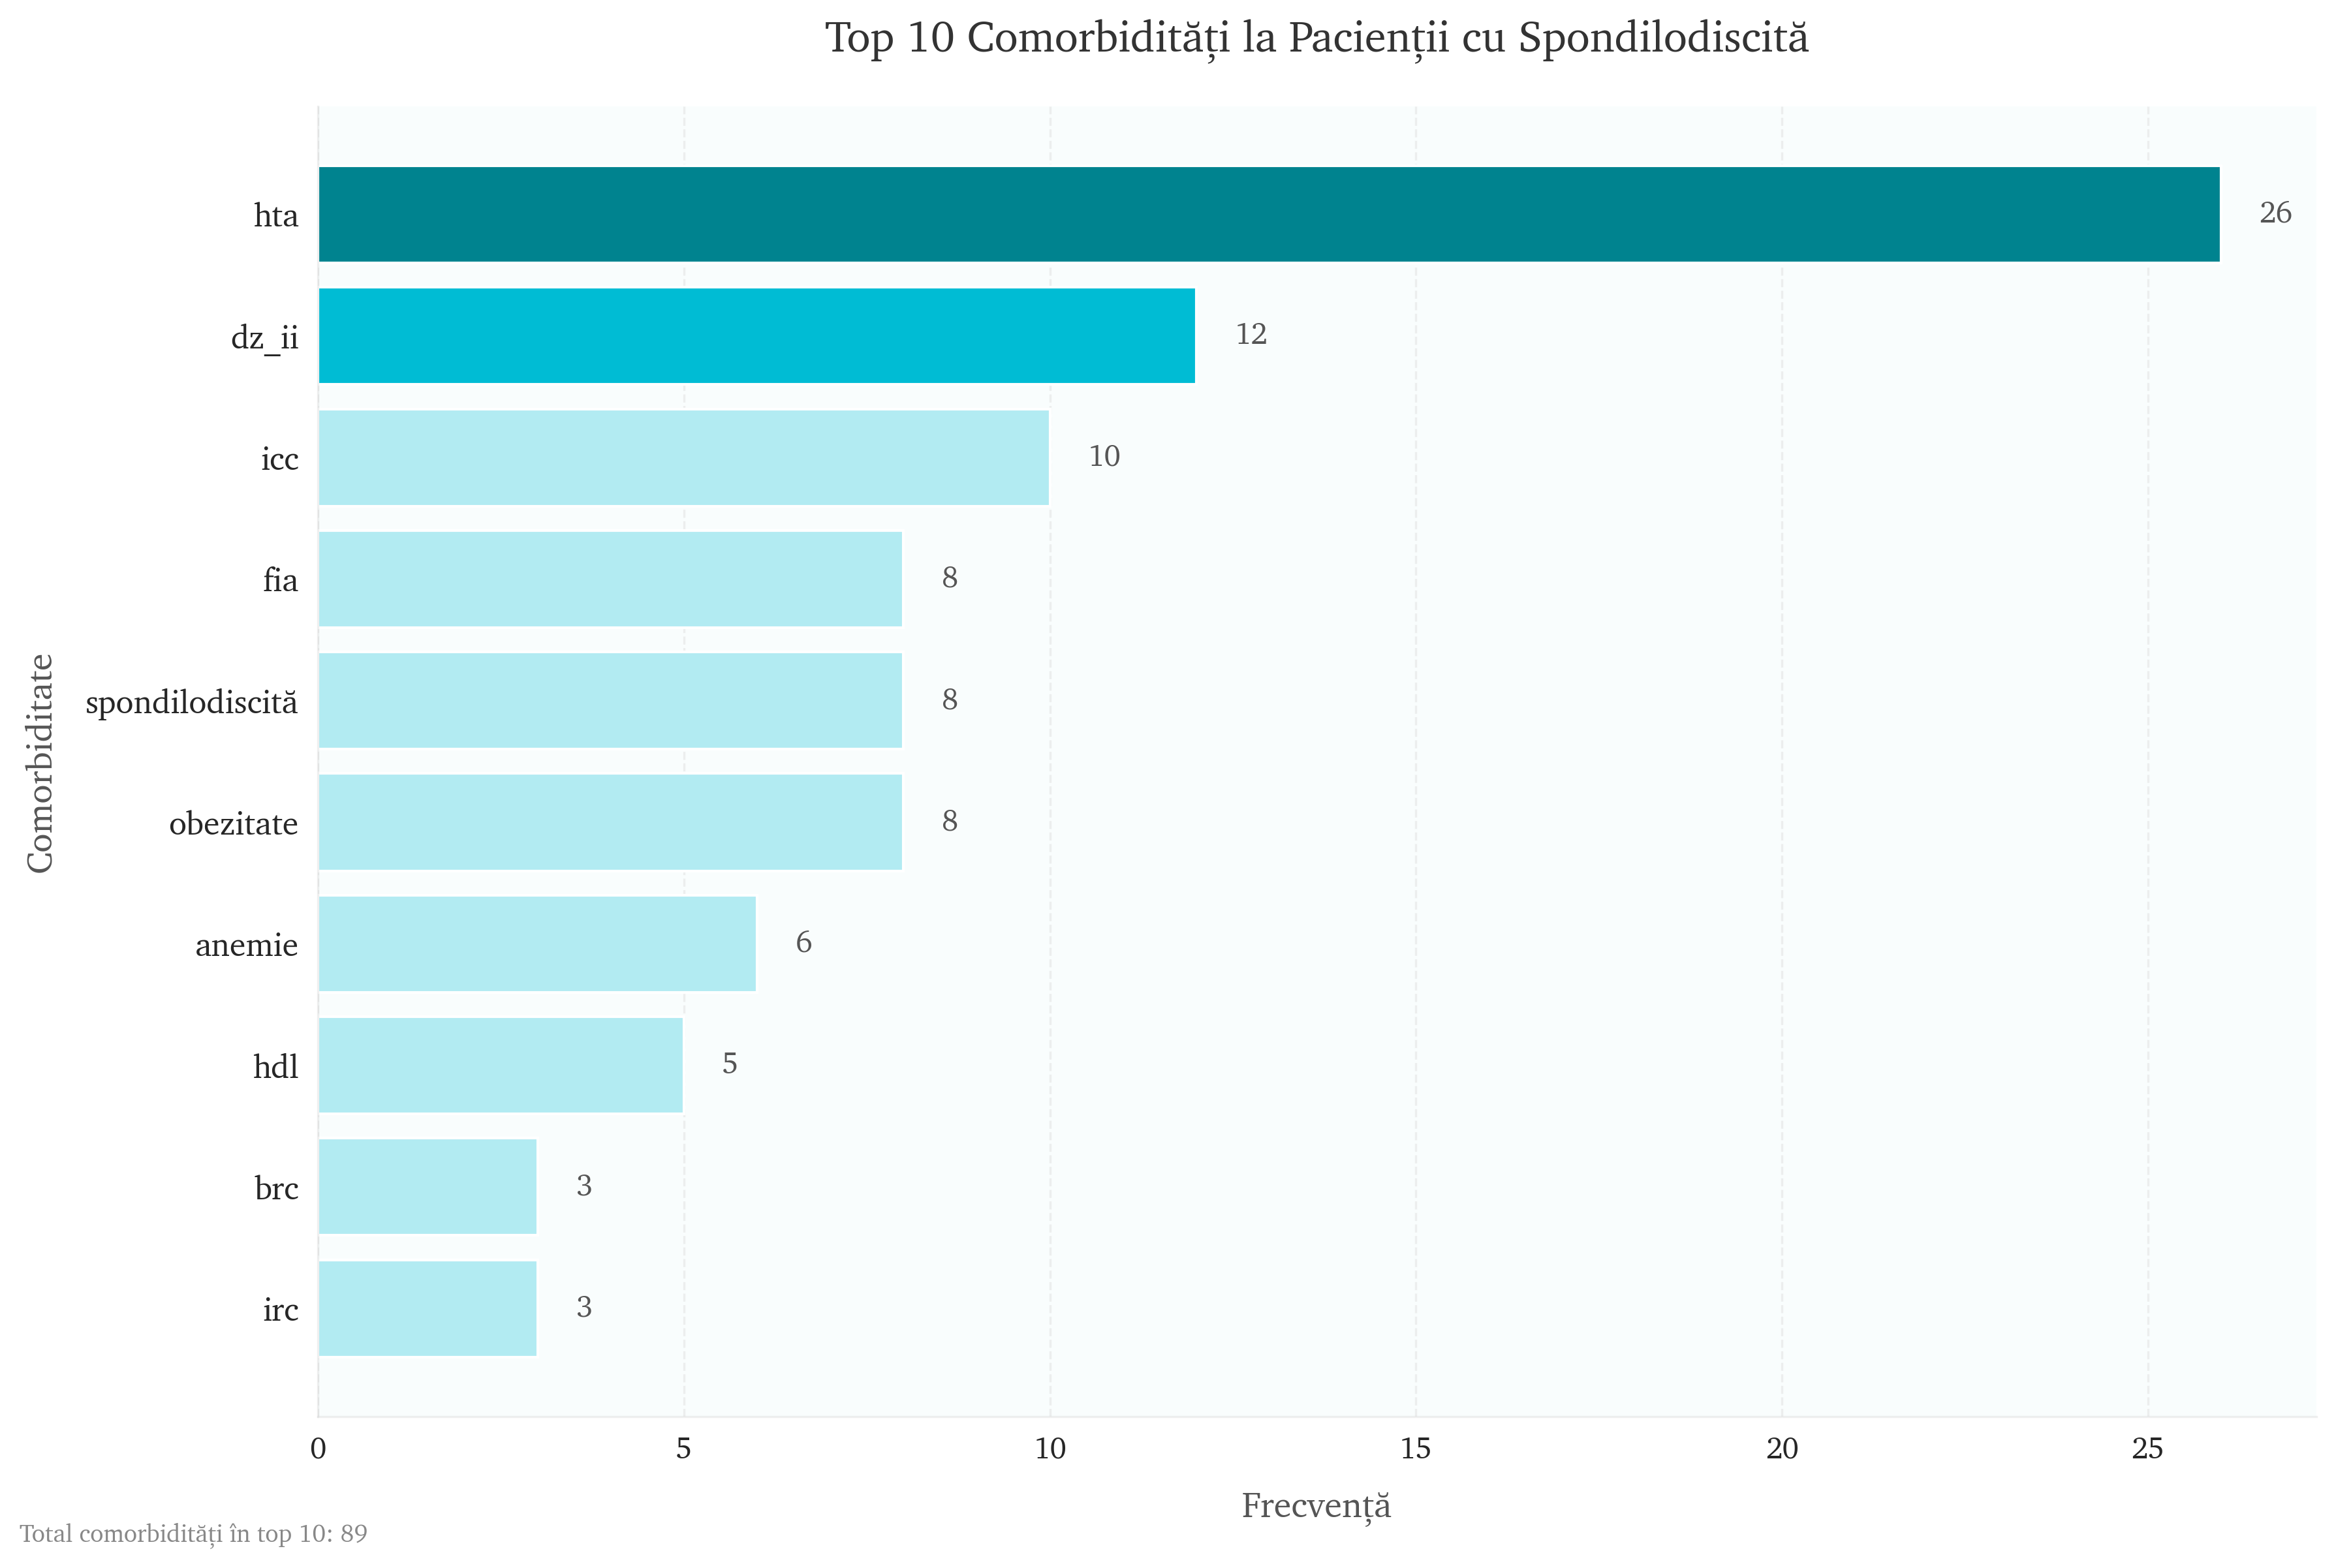 Top 10 Comorbidități la Pacienții cu Spondilodiscită
Comorbiditate
hta 26
dz_ii 12
icc 10
fia 8
spondilodiscită 8
obezitate 8
anemie 6
hdl 5
brc 3
irc 3
0 5 10 15 20 25
Frecvență
Total comorbidități în top 10: 89